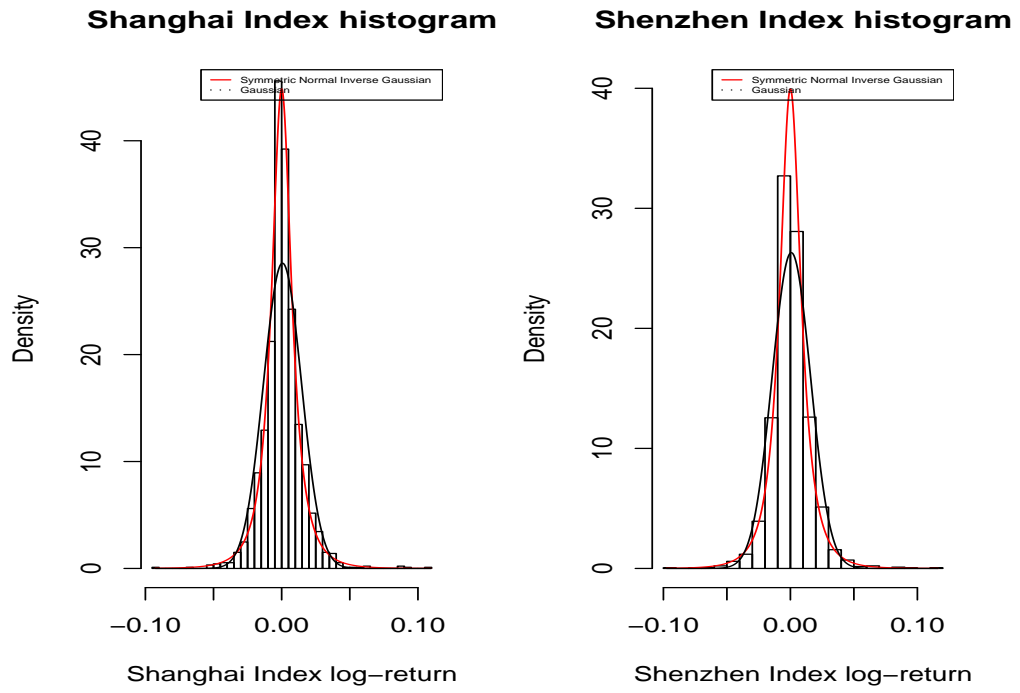 Shanghai Index histogram
Symmetric Normal Inverse Gaussian
Gaussian
Density
0
10
20
30
40
−0.10
0.00
0.10
Shanghai Index log−return
Shenzhen Index histogram
Symmetric Normal Inverse Gaussian
Gaussian
Density
0
10
20
30
40
−0.10
0.00
0.10
Shenzhen Index log−return